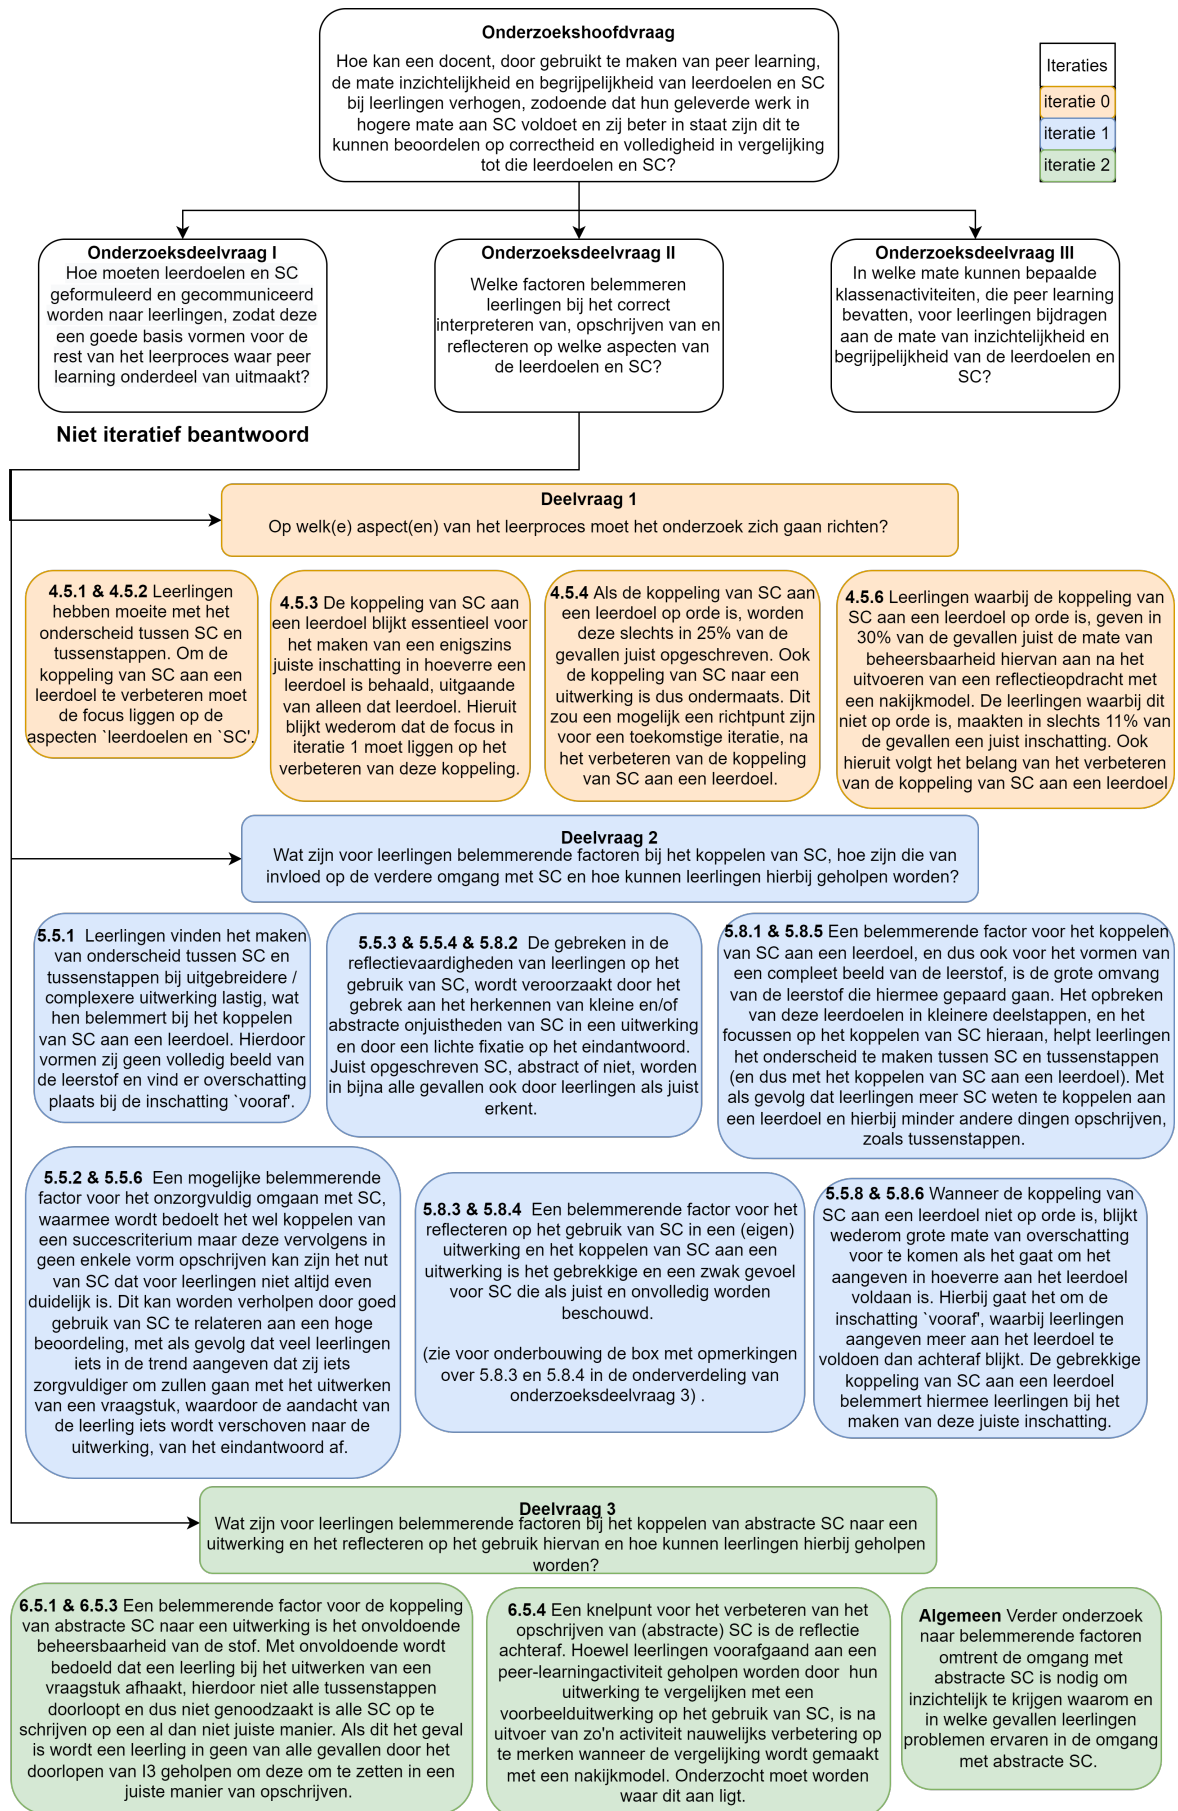 Onderzoekshoofdvraag
Hoe kan een docent, door gebruikt te maken van peer learning,
de mate inzichtelijkheid en begrijpelijkheid van leerdoelen en SC
bij leerlingen verhogen, zodoende dat hun geleverde werk in
hogere mate aan SC voldoet en zij beter in staat zijn dit te
kunnen beoordelen op correctheid en volledigheid in vergelijking
tot die leerdoelen en SC?
Iteraties
iteratie 0
iteratie 1
iteratie 2
Onderzoeksdeelvraag I
Hoe moeten leerdoelen en SC
geformuleerd en gecommuniceerd
worden naar leerlingen, zodat deze
een goede basis vormen voor de
rest van het leerproces waar peer
learning onderdeel van uitmaakt?
Onderzoeksdeelvraag II
Welke factoren belemmeren
leerlingen bij het correct
interpreteren van, opschrijven van en
reflecteren op welke aspecten van
de leerdoelen en SC?
Onderzoeksdeelvraag III
In welke mate kunnen bepaalde
klassenactiviteiten, die peer learning
bevatten, voor leerlingen bijdragen
aan de mate van inzichtelijkheid en
begrijpelijkheid van de leerdoelen en
SC?
Niet iteratief beantwoord
Deelvraag 1
Op welk(e) aspect(en) van het leerproces moet het onderzoek zich gaan richten?
4.5.1 & 4.5.2 Leerlingen
hebben moeite met het
onderscheid tussen SC en
tussenstappen. Om de
koppeling van SC aan een
leerdoel te verbeteren moet
de focus liggen op de
aspecten `leerdoelen en `SC'.
4.5.3 De koppeling van SC aan
een leerdoel blijkt essentieel voor
het maken van een enigszins
juiste inschatting in hoeverre een
leerdoel is behaald, uitgaande
van alleen dat leerdoel. Hieruit
blijkt wederom dat de focus in
iteratie 1 moet liggen op het
verbeteren van deze koppeling.
4.5.4 Als de koppeling van SC aan
een leerdoel op orde is, worden
deze slechts in 25% van de
gevallen juist opgeschreven. Ook
de koppeling van SC naar een
uitwerking is dus ondermaats. Dit
zou een mogelijk een richtpunt zijn
voor een toekomstige iteratie, na
het verbeteren van de koppeling
van SC aan een leerdoel.
4.5.6 Leerlingen waarbij de koppeling van
SC aan een leerdoel op orde is, geven in
30% van de gevallen juist de mate van
beheersbaarheid hiervan aan na het
uitvoeren van een reflectieopdracht met
een nakijkmodel. De leerlingen waarbij dit
niet op orde is, maakten in slechts 11% van
de gevallen een juist inschatting. Ook
hieruit volgt het belang van het verbeteren
van de koppeling van SC aan een leerdoel
Deelvraag 2
Wat zijn voor leerlingen belemmerende factoren bij het koppelen van SC, hoe zijn die van
invloed op de verdere omgang met SC en hoe kunnen leerlingen hierbij geholpen worden?
5.5.1 Leerlingen vinden het maken
van onderscheid tussen SC en
tussenstappen bij uitgebreidere /
complexere uitwerking lastig, wat
hen belemmert bij het koppelen
van SC aan een leerdoel. Hierdoor
vormen zij geen volledig beeld van
de leerstof en vind er overschatting
plaats bij de inschatting `vooraf'.
5.5.3 & 5.5.4 & 5.8.2 De gebreken in de
reflectievaardigheden van leerlingen op het
gebruik van SC, wordt veroorzaakt door het
gebrek aan het herkennen van kleine en/of
abstracte onjuistheden van SC in een uitwerking
en door een lichte fixatie op het eindantwoord.
Juist opgeschreven SC, abstract of niet, worden
in bijna alle gevallen ook door leerlingen als juist
erkent.
5.8.1 & 5.8.5 Een belemmerende factor voor het koppelen
van SC aan een leerdoel, en dus ook voor het vormen van
een compleet beeld van de leerstof, is de grote omvang
van de leerstof die hiermee gepaard gaan. Het opbreken
van deze leerdoelen in kleinere deelstappen, en het
focussen op het koppelen van SC hieraan, helpt leerlingen
het onderscheid te maken tussen SC en tussenstappen
(en dus met het koppelen van SC aan een leerdoel). Met
als gevolg dat leerlingen meer SC weten te koppelen aan
een leerdoel en hierbij minder andere dingen opschrijven,
zoals tussenstappen.
5.5.2 & 5.5.6 Een mogelijke belemmerende
factor voor het onzorgvuldig omgaan met SC,
waarmee wordt bedoelt het wel koppelen van
een succescriterium maar deze vervolgens in
geen enkele vorm opschrijven kan zijn het nut
van SC dat voor leerlingen niet altijd even
duidelijk is. Dit kan worden verholpen door goed
gebruik van SC te relateren aan een hoge
beoordeling, met als gevolg dat veel leerlingen
iets in de trend aangeven dat zij iets
zorgvuldiger om zullen gaan met het uitwerken
van een vraagstuk, waardoor de aandacht van
de leerling iets wordt verschoven naar de
uitwerking, van het eindantwoord af.
5.8.3 & 5.8.4 Een belemmerende factor voor het
reflecteren op het gebruik van SC in een (eigen)
uitwerking en het koppelen van SC aan een
uitwerking is het gebrekkige en een zwak gevoel
voor SC die als juist en onvolledig worden
beschouwd.
(zie voor onderbouwing de box met opmerkingen
over 5.8.3 en 5.8.4 in de onderverdeling van
onderzoeksdeelvraag 3) .
5.5.8 & 5.8.6 Wanneer de koppeling van
SC aan een leerdoel niet op orde is, blijkt
wederom grote mate van overschatting
voor te komen als het gaat om het
aangeven in hoeverre aan het leerdoel
voldaan is. Hierbij gaat het om de
inschatting `vooraf', waarbij leerlingen
aangeven meer aan het leerdoel te
voldoen dan achteraf blijkt. De gebrekkige
koppeling van SC aan een leerdoel
belemmert hiermee leerlingen bij het
maken van deze juiste inschatting.
Deelvraag 3
Wat zijn voor leerlingen belemmerende factoren bij het koppelen van abstracte SC naar een
uitwerking en het reflecteren op het gebruik hiervan en hoe kunnen leerlingen hierbij geholpen
worden?
6.5.1 & 6.5.3 Een belemmerende factor voor de koppeling
van abstracte SC naar een uitwerking is het onvoldoende
beheersbaarheid van de stof. Met onvoldoende wordt
bedoeld dat een leerling bij het uitwerken van een
vraagstuk afhaakt, hierdoor niet alle tussenstappen
doorloopt en dus niet genoodzaakt is alle SC op te
schrijven op een al dan niet juiste manier. Als dit het geval
is wordt een leerling in geen van alle gevallen door het
doorlopen van I3 geholpen om deze om te zetten in een
juiste manier van opschrijven.
6.5.4 Een knelpunt voor het verbeteren van het
opschrijven van (abstracte) SC is de reflectie
achteraf. Hoewel leerlingen voorafgaand aan een
peer-learningactiviteit geholpen worden door hun
uitwerking te vergelijken met een
voorbeelduitwerking op het gebruik van SC, is na
uitvoer van zo'n activiteit nauwelijks verbetering op
te merken wanneer de vergelijking wordt gemaakt
met een nakijkmodel. Onderzocht moet worden
waar dit aan ligt.
Algemeen Verder onderzoek
naar belemmerende factoren
omtrent de omgang met
abstracte SC is nodig om
inzichtelijk te krijgen waarom en
in welke gevallen leerlingen
problemen ervaren in de omgang
met abstracte SC.